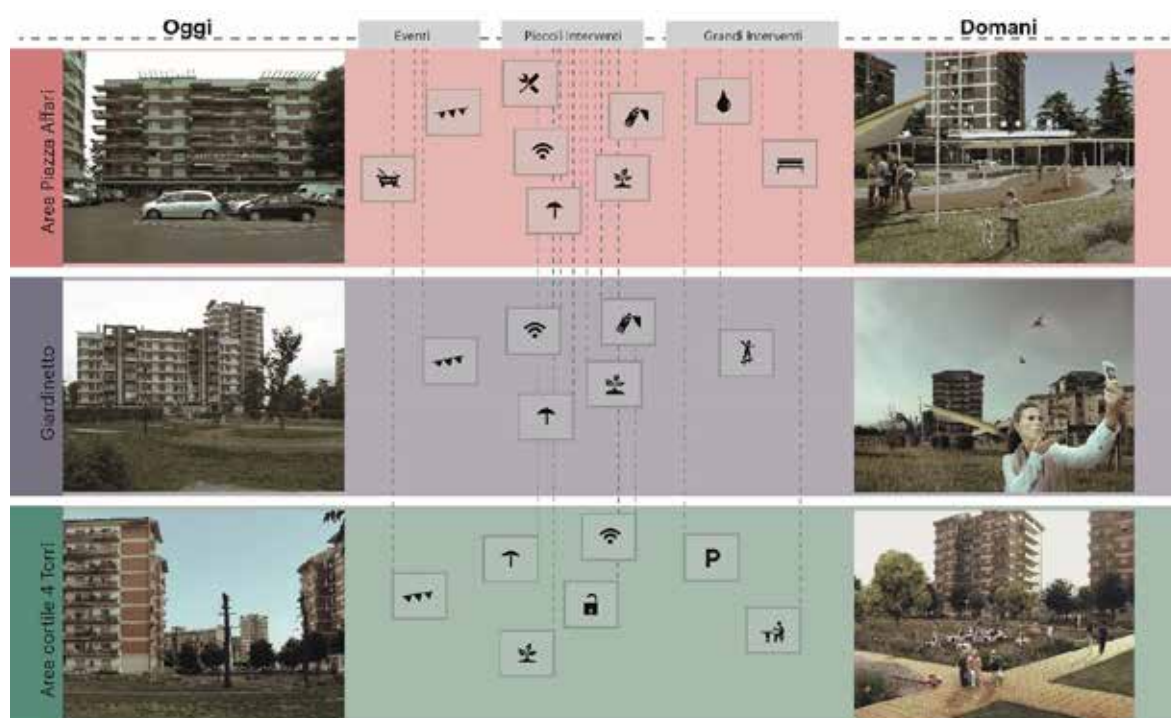 Oggi
Eventi
Piccoli Interventi
Grandi Interventi
Domani
Area Piazza Affari
Giardinetto
Area cortile 4 Torri
P